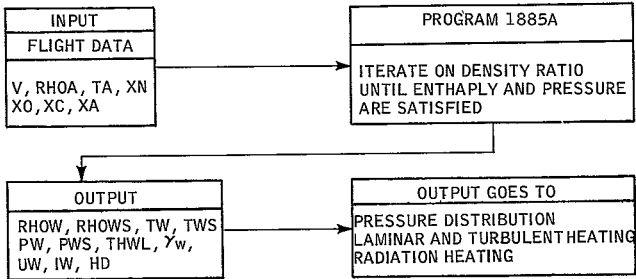 INPUT
FLIGHT DATA
V, RHOA, TA, XN
XO, XC, XA
PROGRAM 1885A
ITERATE ON DENSITY RATIO
UNTIL ENTHAPLY AND PRESSURE
ARE SATISFIED
OUTPUT
RHOW, RHOWS, TW, TWS
PW, PWS, THWL, γw,
UW, IW, HD
OUTPUT GOES TO
PRESSURE DISTRIBUTION
LAMINAR AND TURBULENT HEATING
RADIATION HEATING